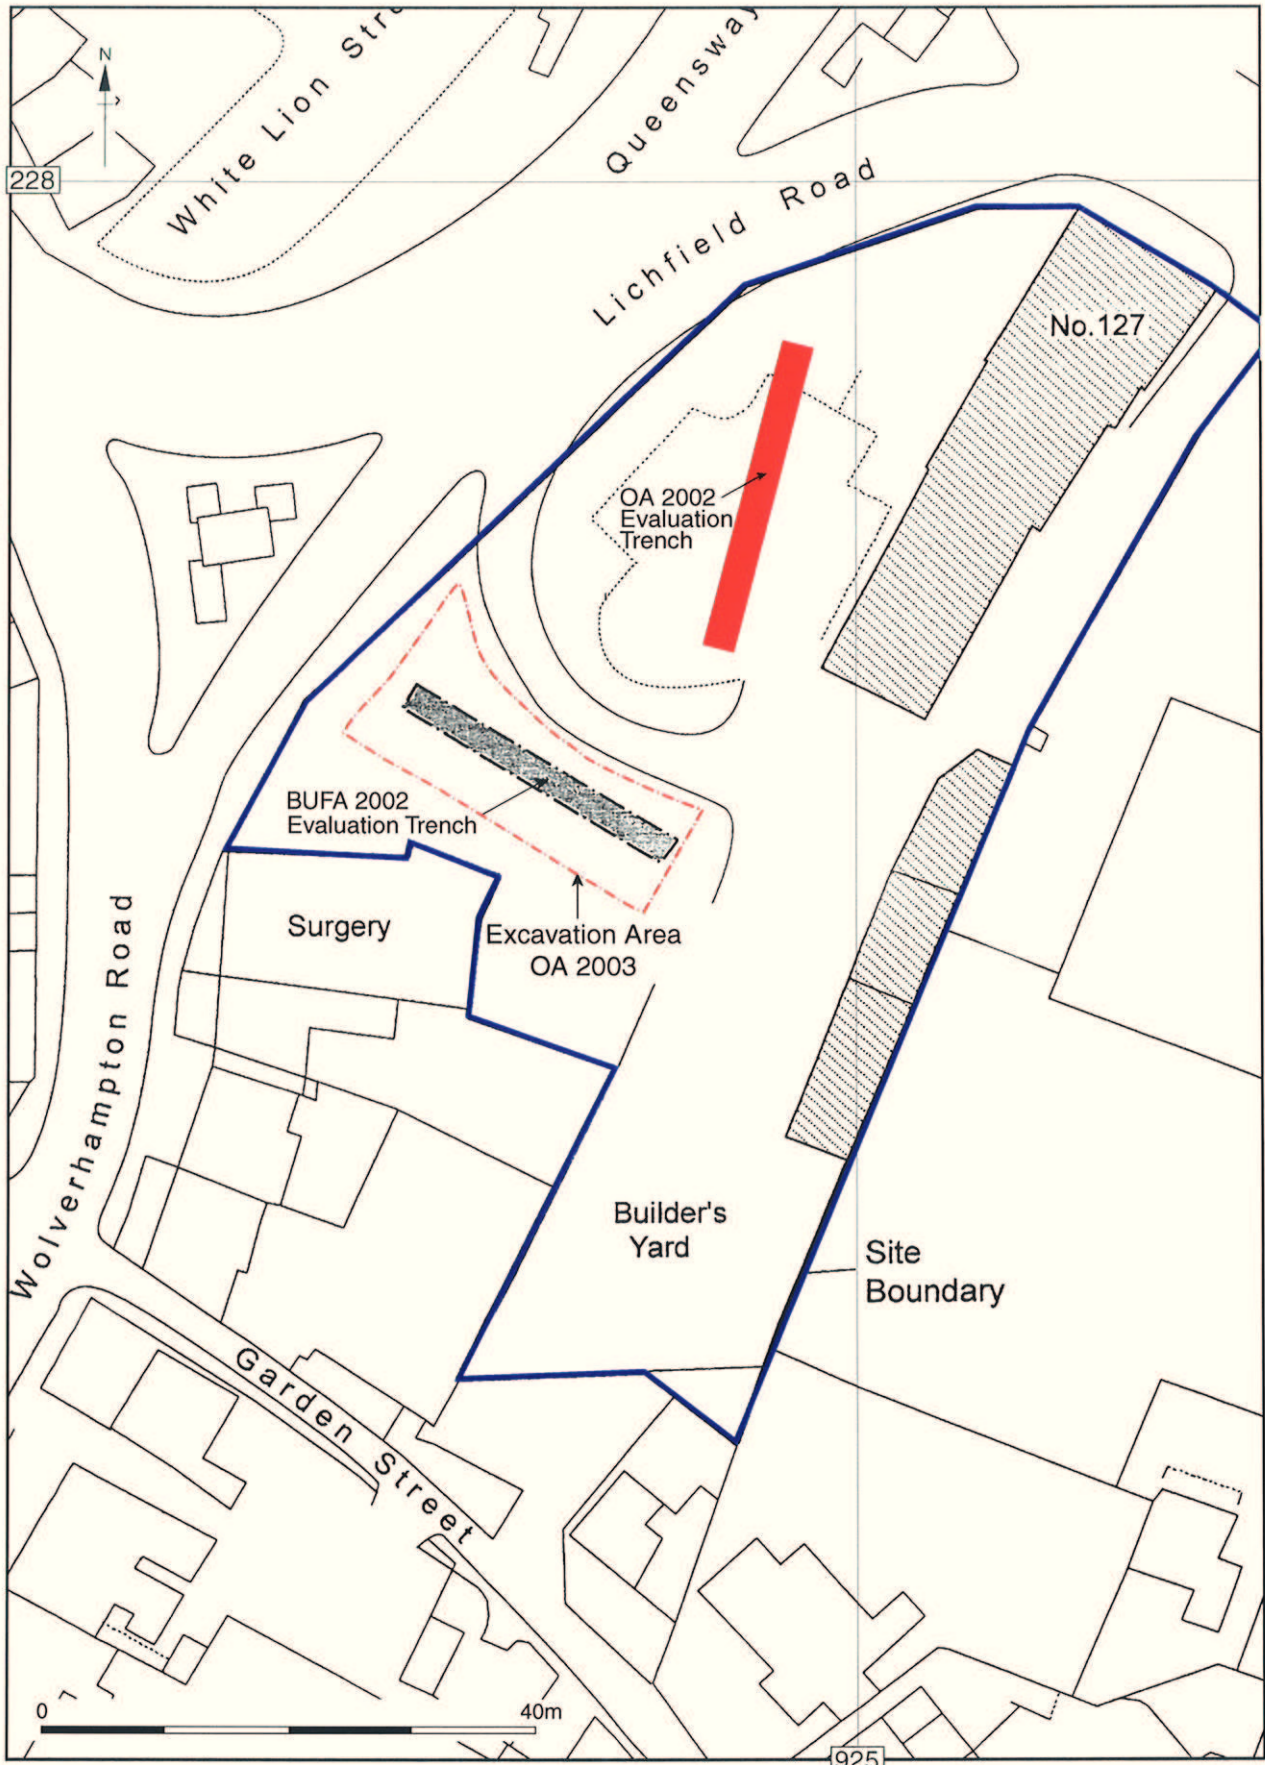 N
White Lion Stre
Queensway
228
Lichfield Road
No.127
OA 2002
Evaluation
Trench
BUFA 2002
Evaluation Trench
Surgery
Excavation Area
OA 2003
Wolverhampton Road
Builder's
Yard
Site
Boundary
Garden Street
0
40m
925